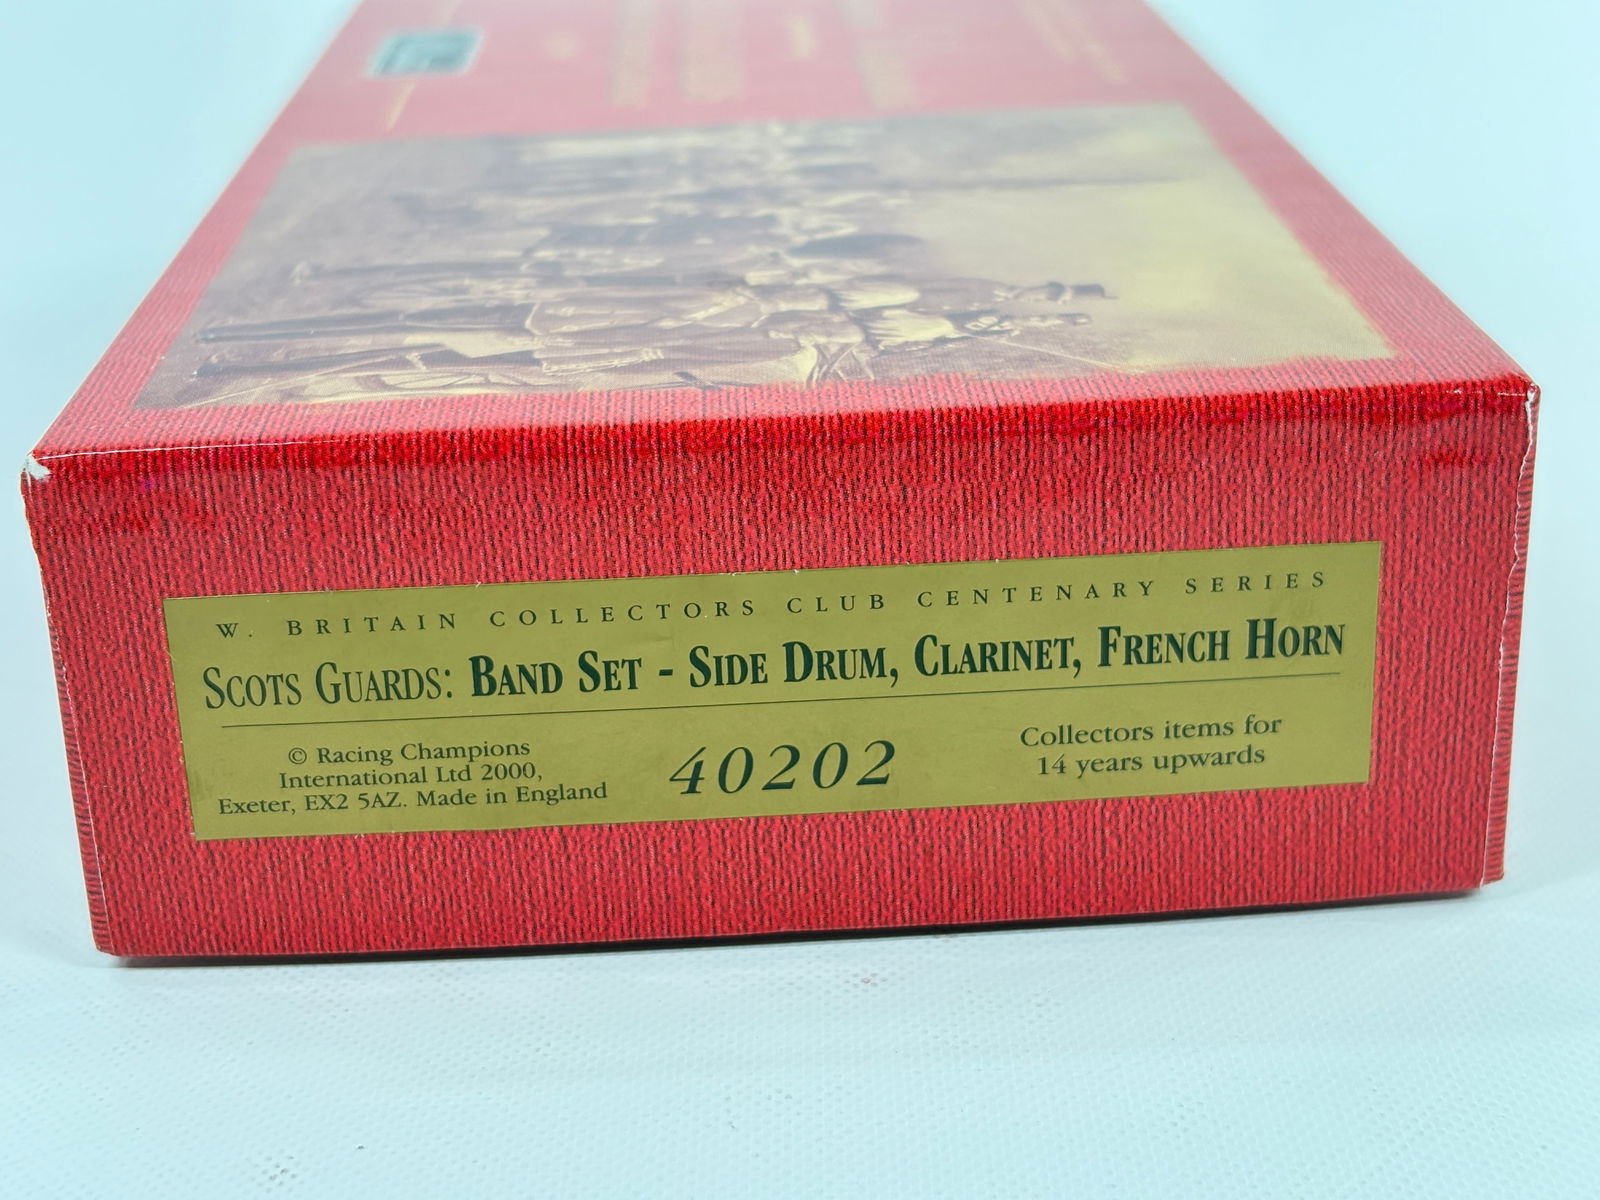 W. BRITAIN COLLECTORS CLUB CENTENARY SERIES
SCOTS GUARDS: BAND SET - SIDE DRUM, CLARINET, FRENCH HORN
© Racing Champions
International Ltd 2000,
Exeter, EX2 5AZ. Made in England
40202
Collectors items for
14 years upwards